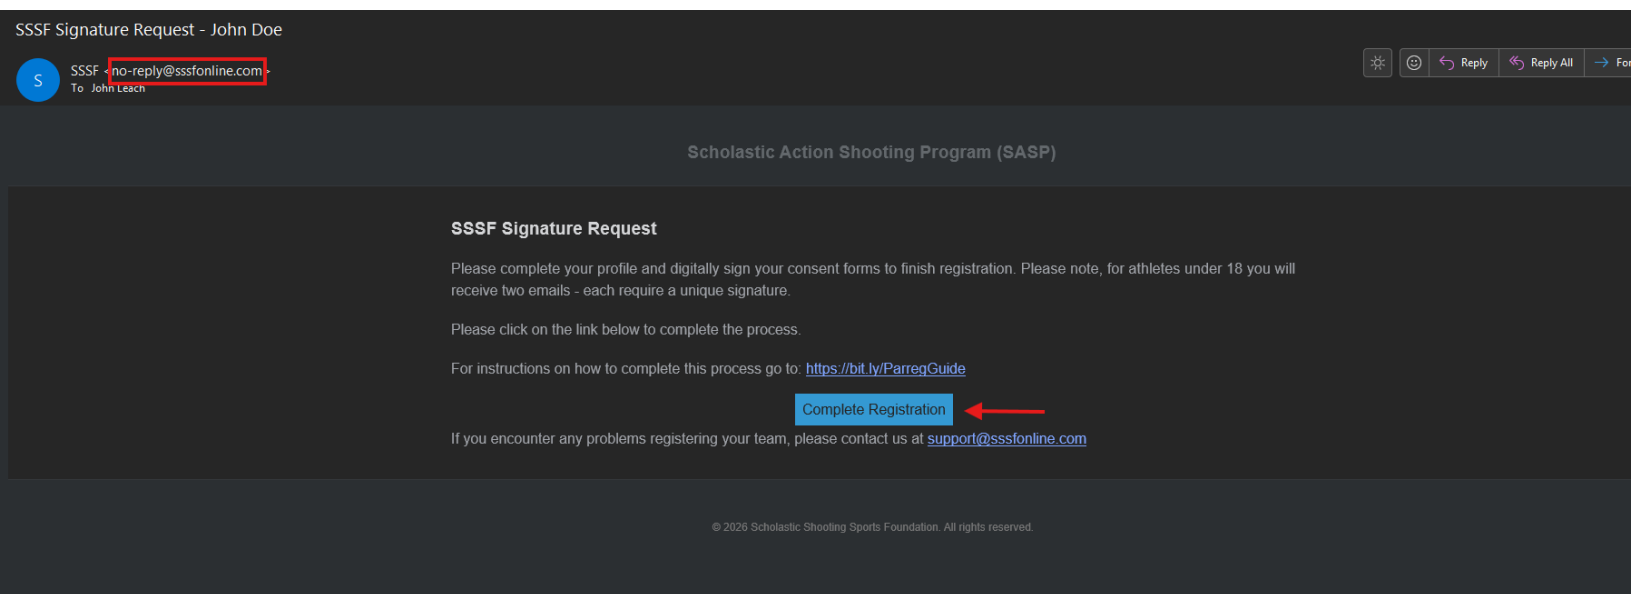 SSSF Signature Request - John Doe
S
SSSF <no-reply@sssfonline.com>
To John Leach
Reply
Reply All
For
Scholastic Action Shooting Program (SASP)
SSSF Signature Request
Please complete your profile and digitally sign your consent forms to finish registration. Please note, for athletes under 18 you will
receive two emails - each require a unique signature.
Please click on the link below to complete the process.
For instructions on how to complete this process go to: https://bit.ly/ParregGuide
Complete Registration
If you encounter any problems registering your team, please contact us at support@sssfonline.com
© 2026 Scholastic Shooting Sports Foundation. All rights reserved.